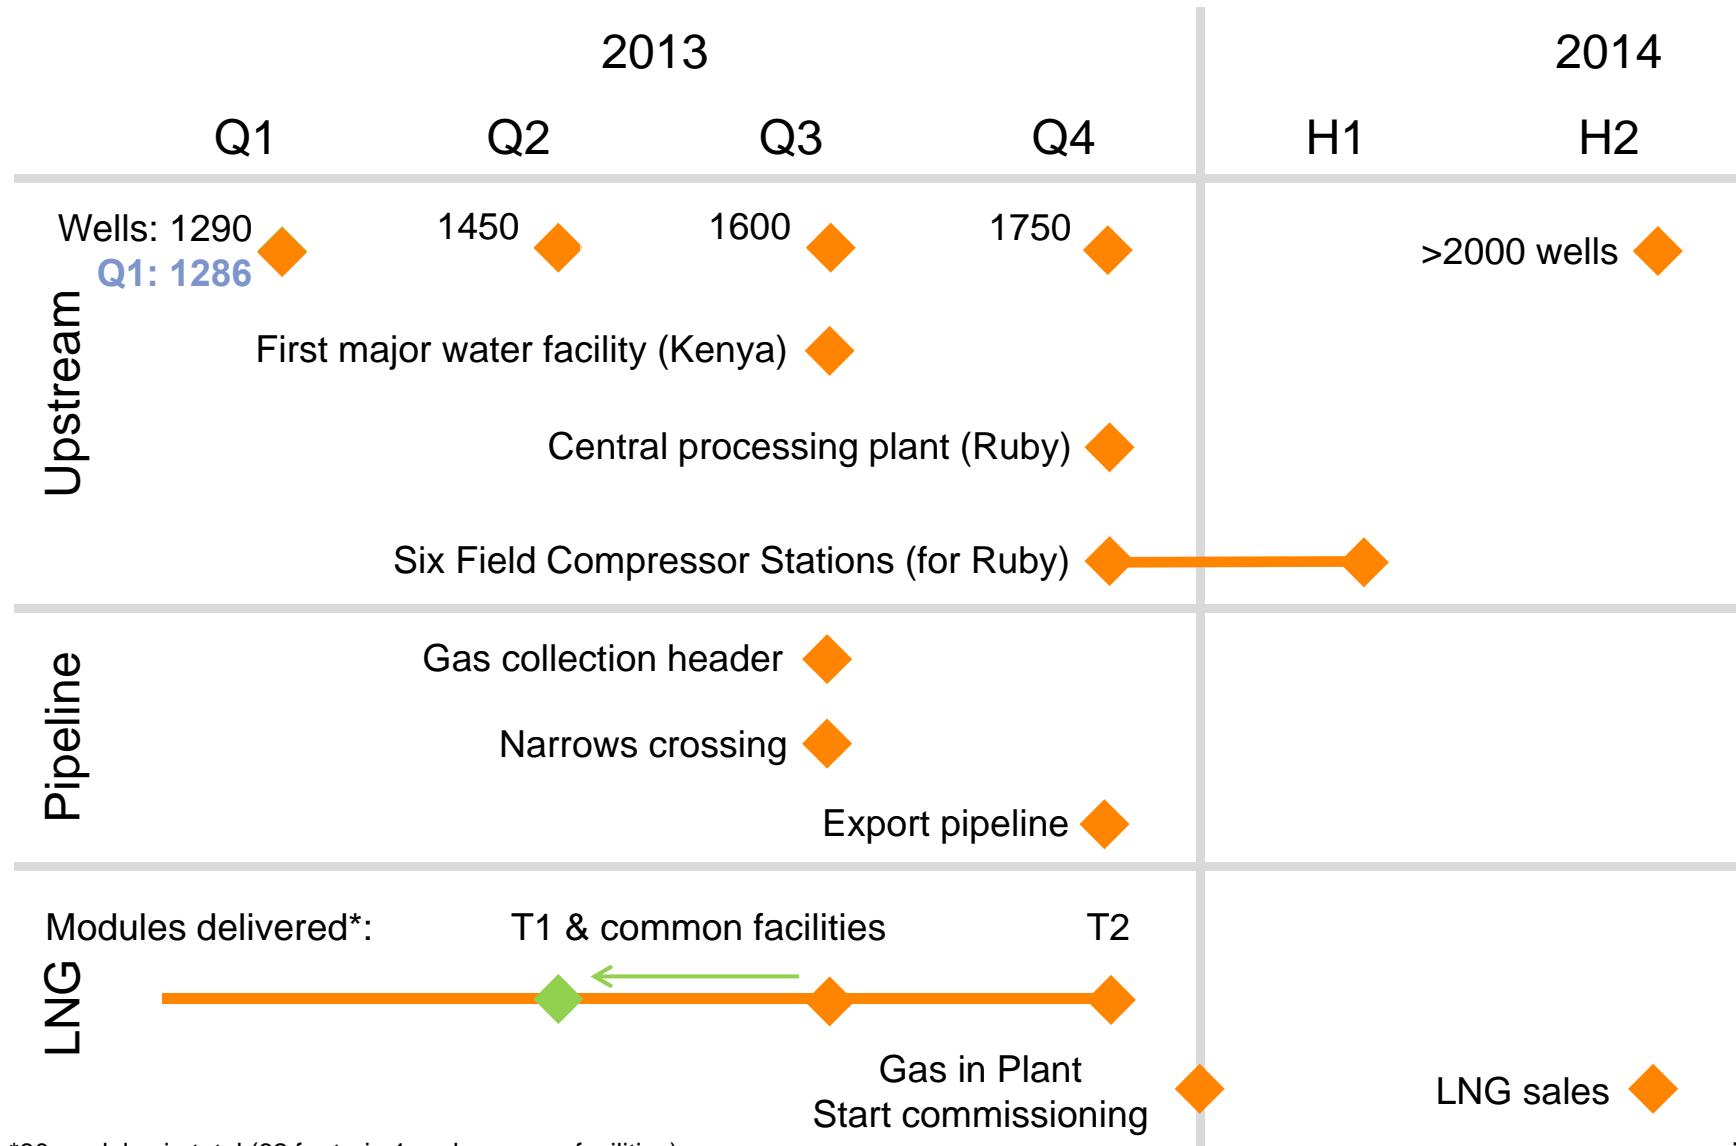 2013
2014
Q1
Q2
Q3
Q4
H1
H2
Upstream
Wells: 1290
Q1: 1286
1450
1600
1750
>2000 wells
First major water facility (Kenya)
Central processing plant (Ruby)
Six Field Compressor Stations (for Ruby)
Pipeline
Gas collection header
Narrows crossing
Export pipeline
LNG
Modules delivered*:
T1 & common facilities
T2
Gas in Plant
Start commissioning
LNG sales